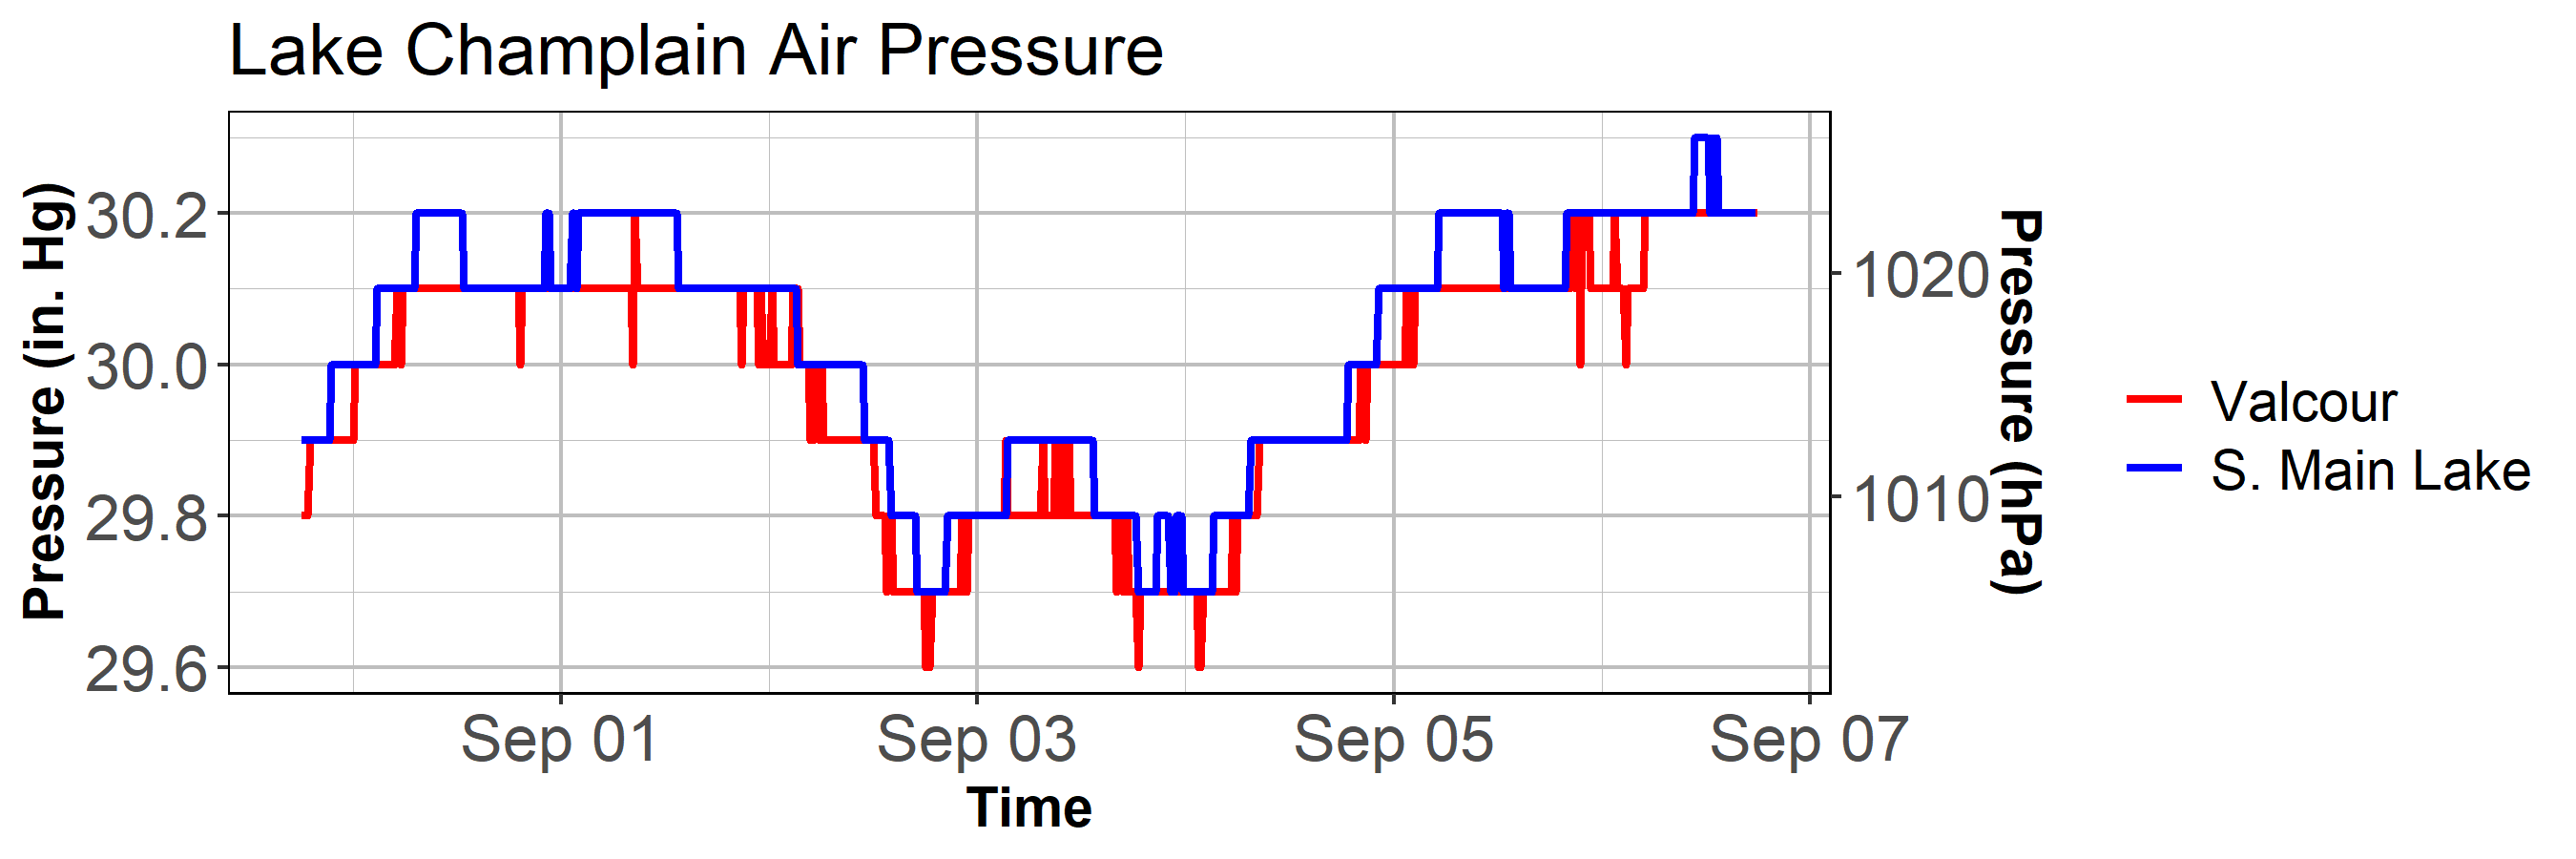 Lake Champlain Air Pressure
Pressure (in. Hg)
30.2
30.0
29.8
29.6
Sep 01
Sep 03
Sep 05
Sep 07
Time
1020
1010
Pressure (hPa)
Valcour
S. Main Lake